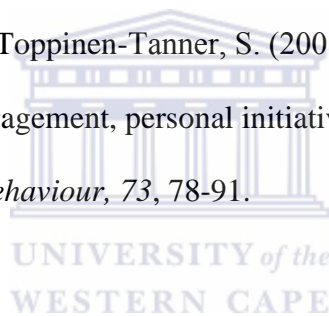 Toppinen-Tanner, S. (200
agement, personal initiativ
ehaviour, 73, 78-91.
UNIVERSITY of the
WESTERN CAPE